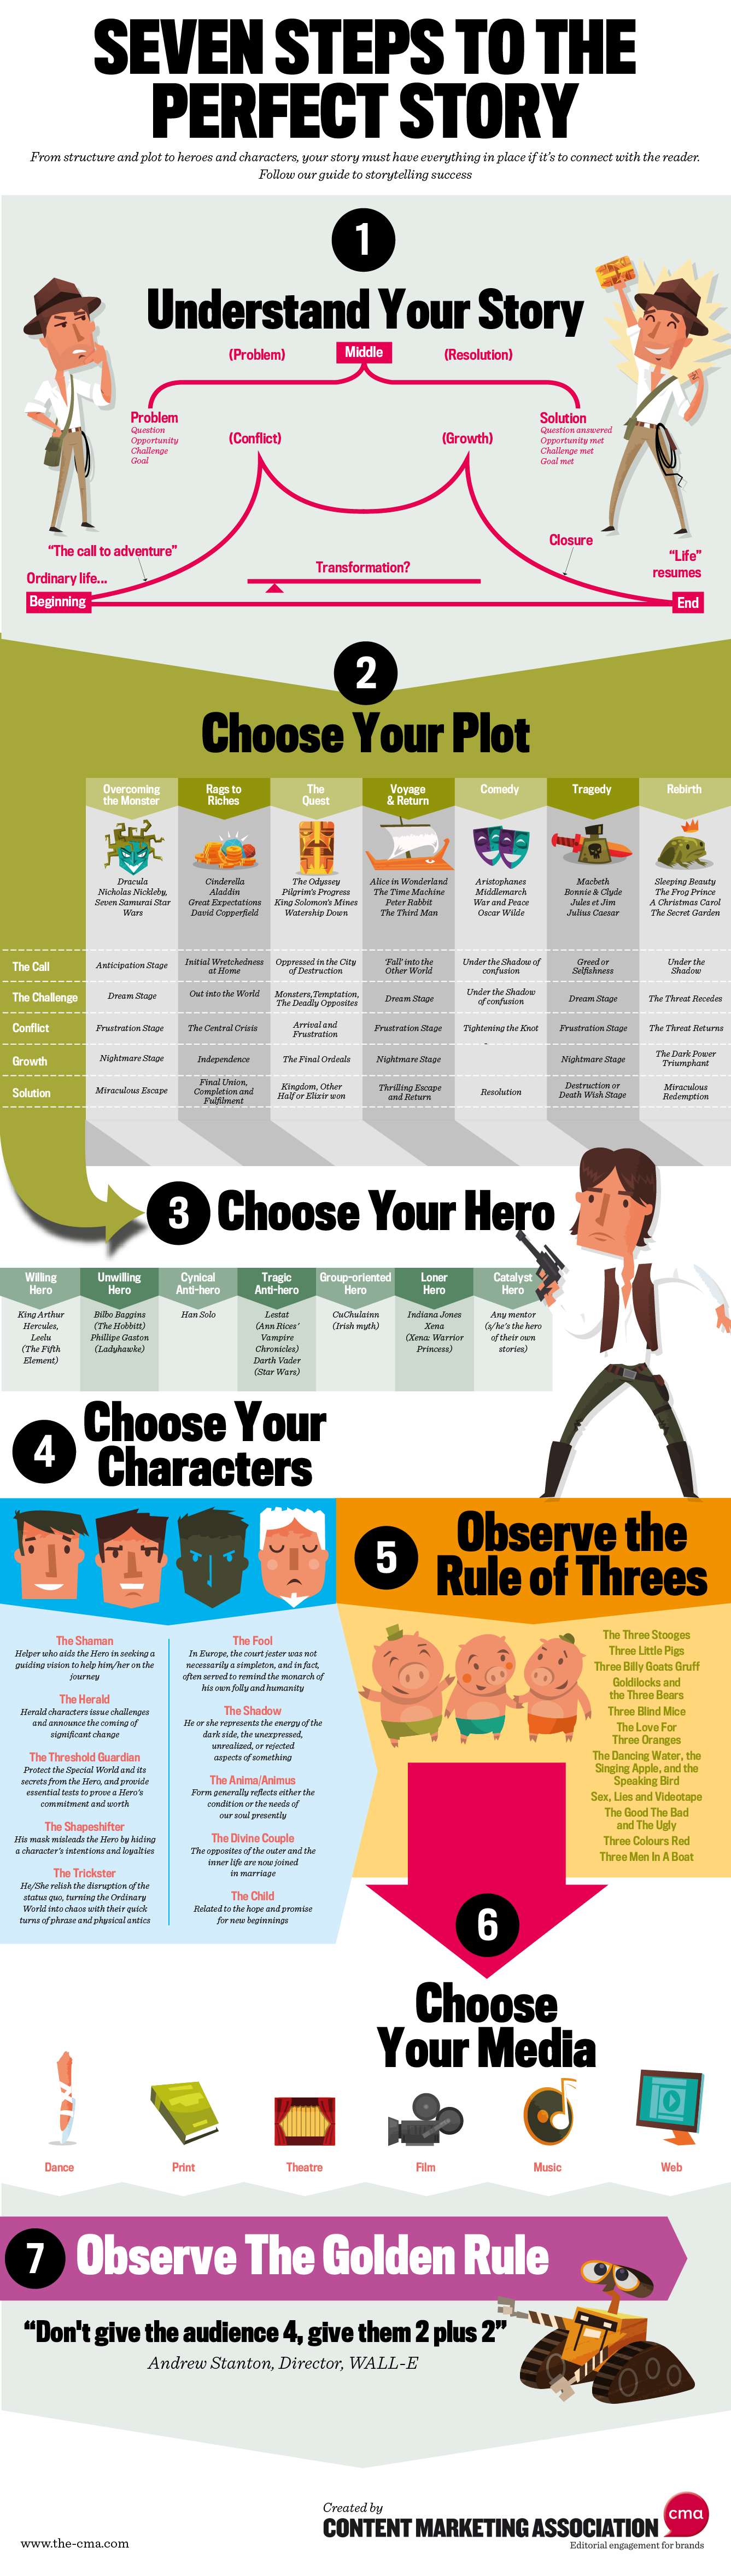 SEVEN STEPS TO THE
PERFECT STORY
From structure and plot to heroes and characters, your story must have everything in place if it's to connect with the reader.
Follow our guide to storytelling success
1
Understand Your Story
(Problem)
Middle
(Resolution)
Problem
Question
Opportunity
Challenge
Goal
Solution
Question answered
Opportunity met
Challenge met
Goal met
(Conflict)
(Growth)
"The call to adventure"
Closure
Ordinary life...
Transformation?
"Life"
resumes
Beginning
End
2
Choose Your Plot
Overcoming
the Monster
Rags to
Riches
The
Quest
Voyage
& Return
Comedy
Tragedy
Rebirth
Dracula
Nicholas Nickleby,
Seven Samurai Star
Wars
Cinderella
Aladdin
Great Expectations
David Copperfield
The Odyssey
Pilgrim's Progress
King Solomon's Mines
Watership Down
Alice in Wonderland
The Time Machine
Peter Rabbit
The Third Man
Aristophanes
Middlemarch
War and Peace
Oscar Wilde
Macbeth
Bonnie & Clyde
Jules et Jim
Julius Caesar
Sleeping Beauty
The Frog Prince
A Christmas Carol
The Secret Garden
The Call
Anticipation Stage
Initial Wretchedness
at Home
Oppressed in the City
of Destruction
'Fall' into the
Other World
Under the Shadow of
confusion
Greed or
Selfishness
Under the
Shadow
The Challenge
Dream Stage
Out into the World
Monsters,Temptation,
The Deadly Opposites
Dream Stage
Under the Shadow
of confusion
Dream Stage
The Threat Recedes
Conflict
Frustration Stage
The Central Crisis
Arrival and
Frustration
Frustration Stage
Tightening the Knot
Frustration Stage
The Threat Returns
Growth
Nightmare Stage
Independence
The Final Ordeals
Nightmare Stage
Nightmare Stage
The Dark Power
Triumphant
Solution
Miraculous Escape
Final Union,
Completion and
Fulfilment
Kingdom, Other
Half or Elixir won
Thrilling Escape
and Return
Resolution
Destruction or
Death Wish Stage
Miraculous
Redemption
3
Choose Your Hero
Willing
Hero
Unwilling
Hero
Cynical
Anti-hero
Tragic
Anti-hero
Group-oriented
Hero
Loner
Hero
Catalyst
Hero
King Arthur
Hercules,
Leelu
(The Fifth
Element)
Bilbo Baggins
(The Hobbitt)
Phillipe Gaston
(Ladyhawke)
Han Solo
Lestat
(Ann Rices'
Vampire
Chronicles)
Darth Vader
(Star Wars)
CuChulainn
(Irish myth)
Indiana Jones
Xena
(Xena: Warrior
Princess)
Any mentor
(s/he's the hero
of their own
stories)
4
Choose Your
Characters
The Shaman
Helper who aids the Hero in seeking a
guiding vision to help him/her on the
journey
The Herald
Herald characters issue challenges
and announce the coming of
significant change
The Threshold Guardian
Protect the Special World and its
secrets from the Hero, and provide
essential tests to prove a Hero's
commitment and worth
The Shapeshifter
His mask misleads the Hero by hiding
a character's intentions and loyalties
The Trickster
He/She relish the disruption of the
status quo, turning the Ordinary
World into chaos with their quick
turns of phrase and physical antics
The Fool
In Europe, the court jester was not
necessarily a simpleton, and in fact,
often served to remind the monarch of
his own folly and humanity
The Shadow
He or she represents the energy of the
dark side, the unexpressed,
unrealized, or rejected
aspects of something
The Anima/Animus
Form generally reflects either the
condition or the needs of
our soul presently
The Divine Couple
The opposites of the outer and the
inner life are now joined
in marriage
The Child
Related to the hope and promise
for new beginnings
5
Observe the
Rule of Threes
The Three Stooges
Three Little Pigs
Three Billy Goats Gruff
Goldilocks and
the Three Bears
Three Blind Mice
The Love For
Three Oranges
The Dancing Water, the
Singing Apple, and the
Speaking Bird
Sex, Lies and Videotape
The Good The Bad
and The Ugly
Three Colours Red
Three Men In A Boat
6
Choose
Your Media
Dance
Print
Theatre
Film
Music
Web
7
Observe The Golden Rule
"Don't give the audience 4, give them 2 plus 2"
Andrew Stanton, Director, WALL-E
Created by
CONTENT MARKETING ASSOCIATION
cma
Editorial engagement for brands
www.the-cma.com